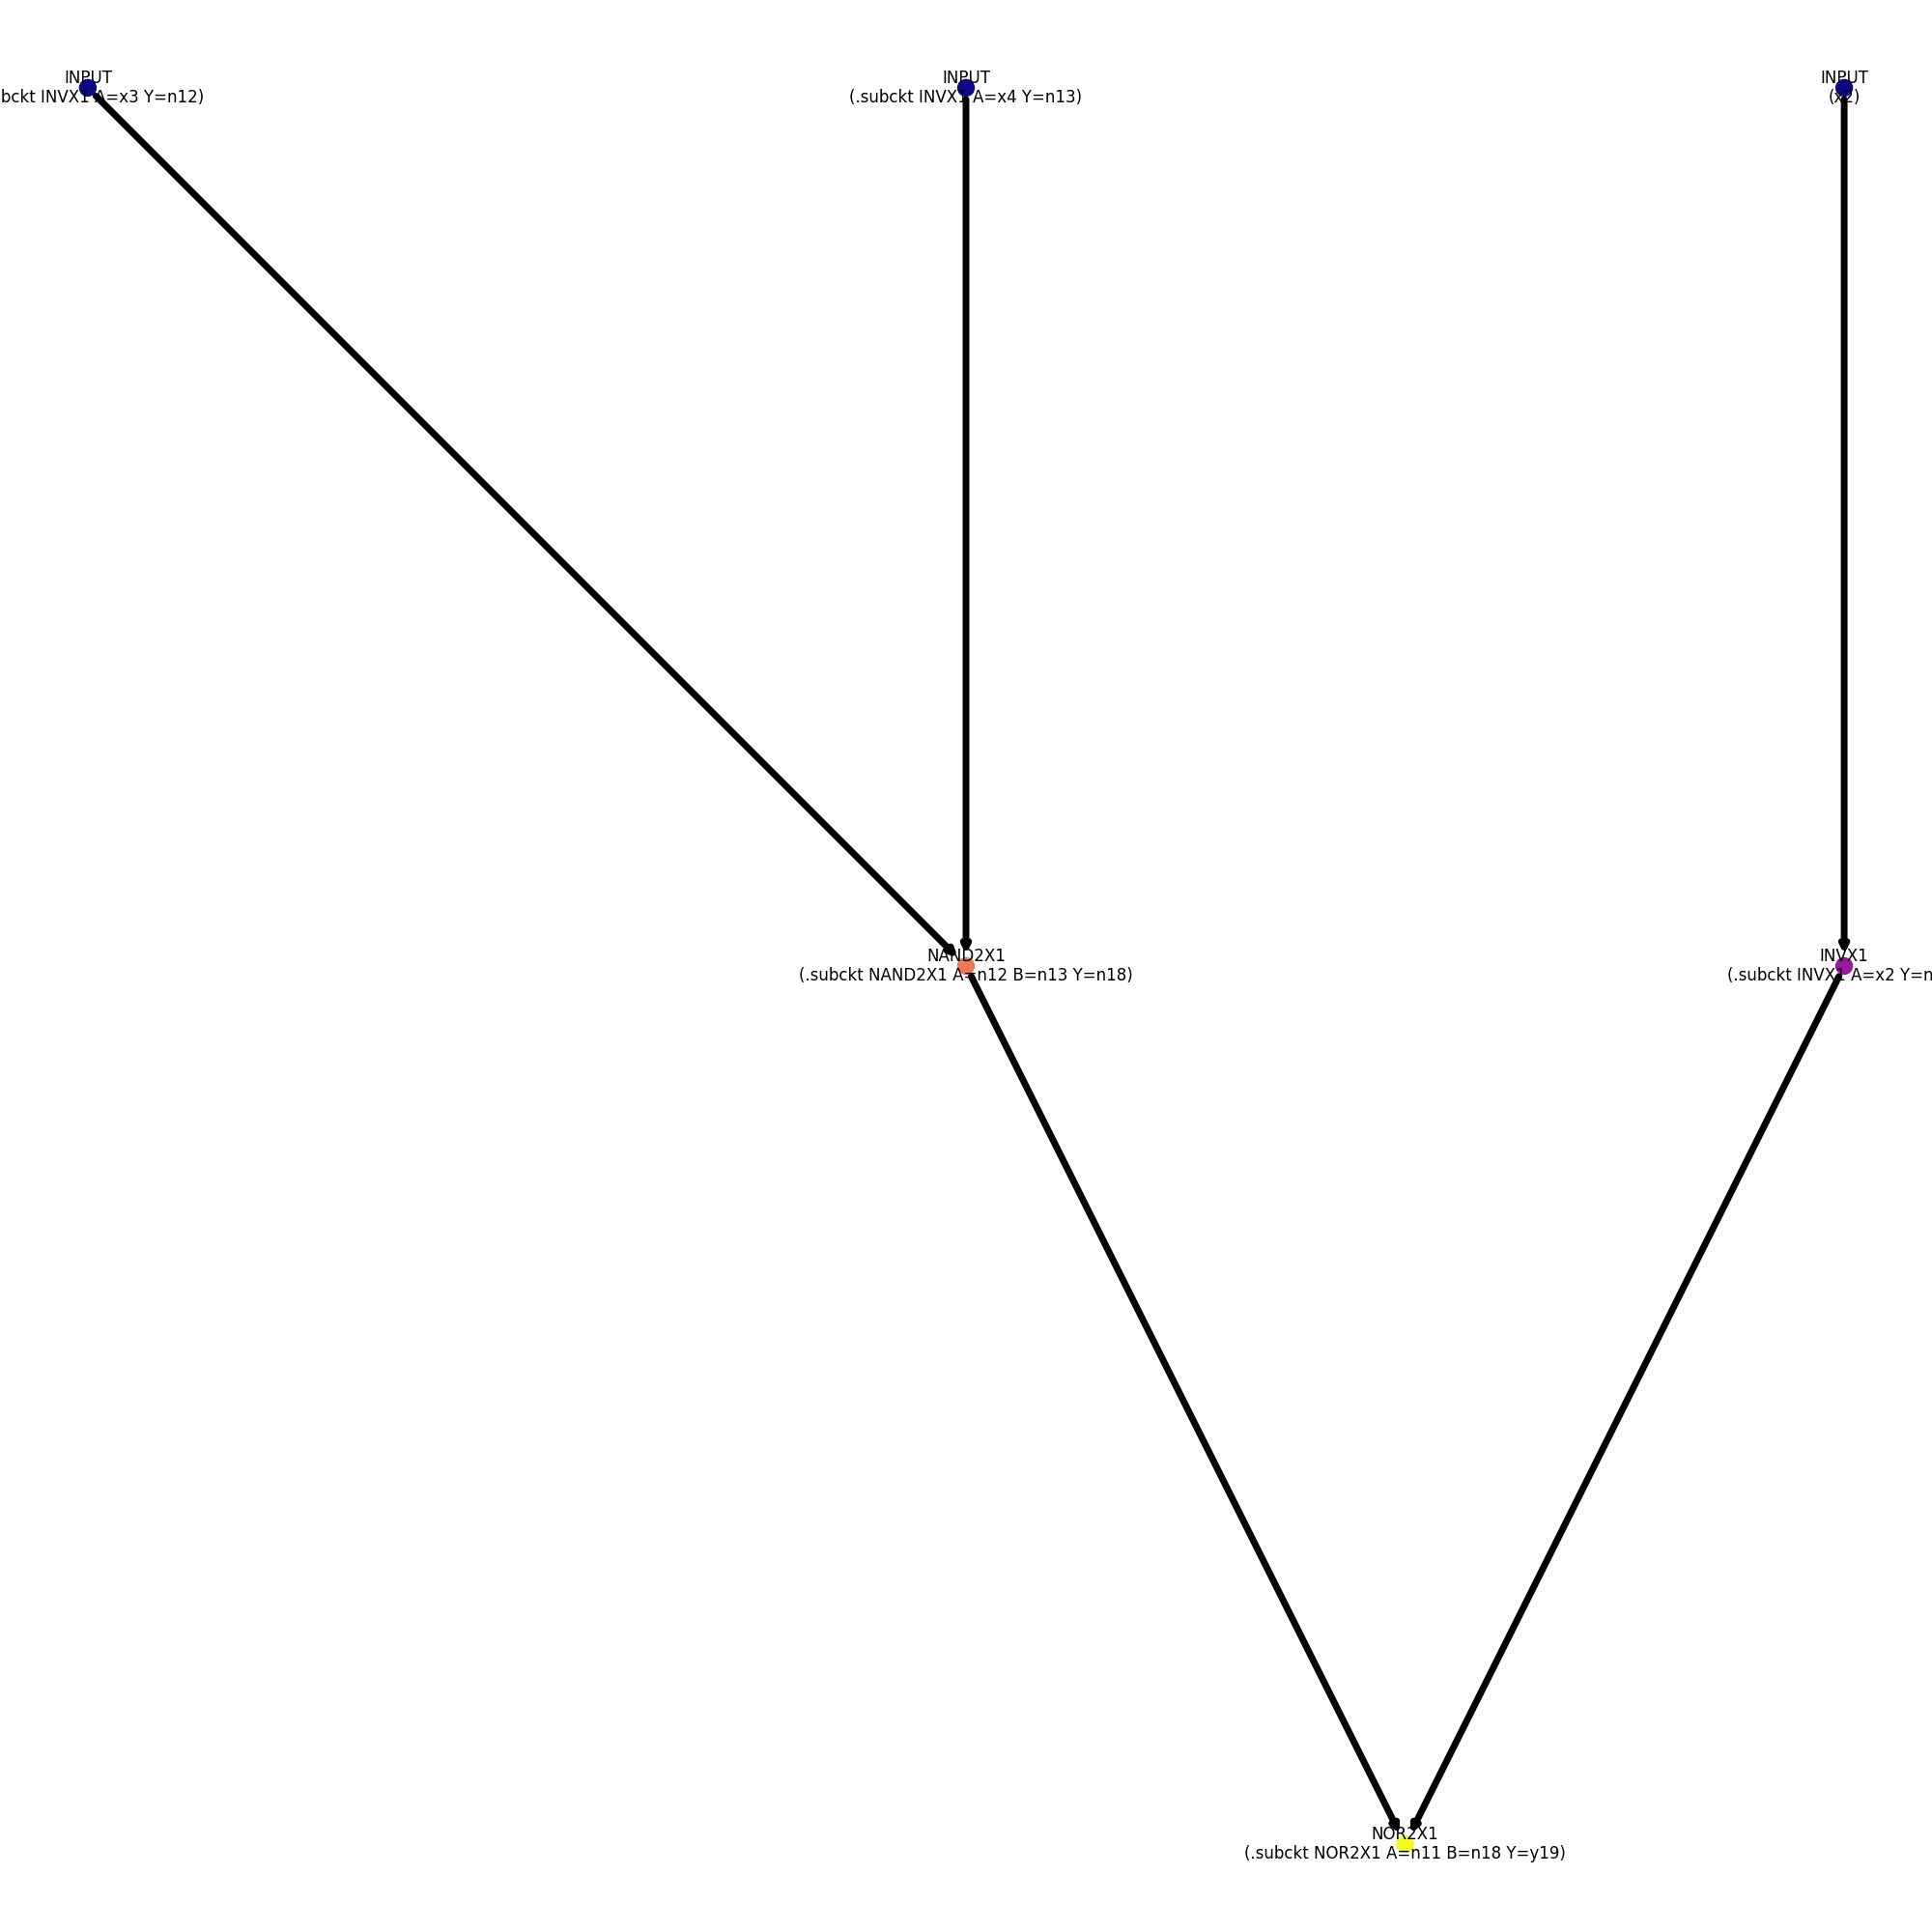 INPUT
bckt INVX1 A=x3 Y=n12)
INPUT
(.subckt INVX1 A=x4 Y=n13)
INPUT
(x2)
NAND2X1
(.subckt NAND2X1 A=n12 B=n13 Y=n18)
INVX1
(.subckt INVX1 A=x2 Y=n
NOR2X1
(.subckt NOR2X1 A=n11 B=n18 Y=y19)